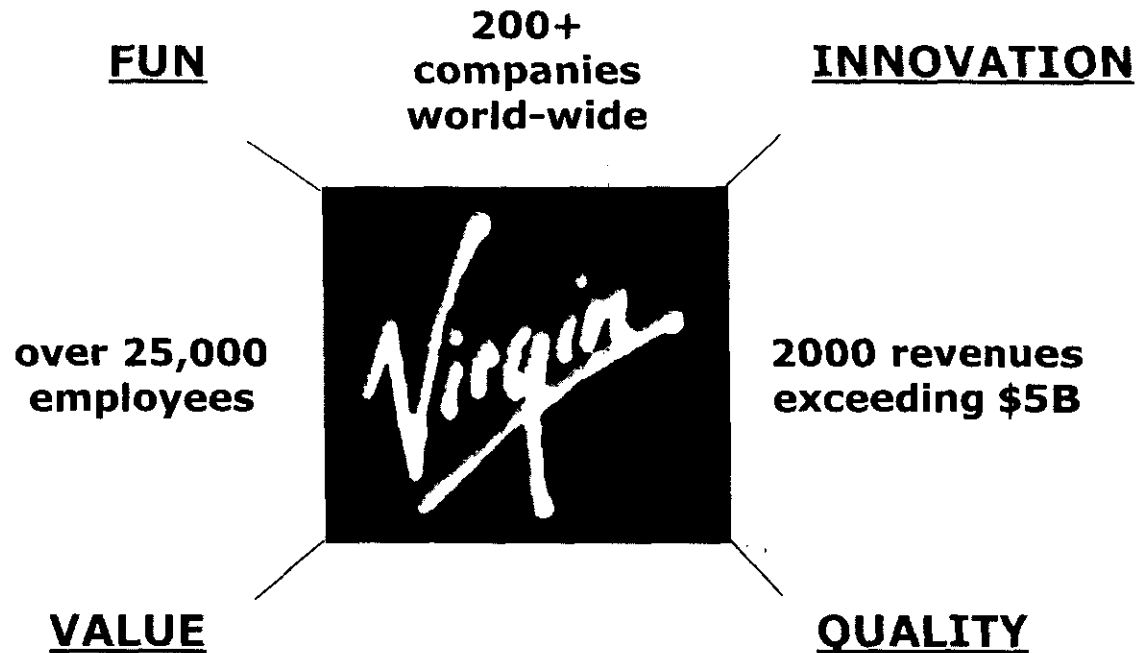 FUN
200+
companies
world-wide
INNOVATION
Virgin
over 25,000
employees
2000 revenues
exceeding $5B
VALUE
QUALITY